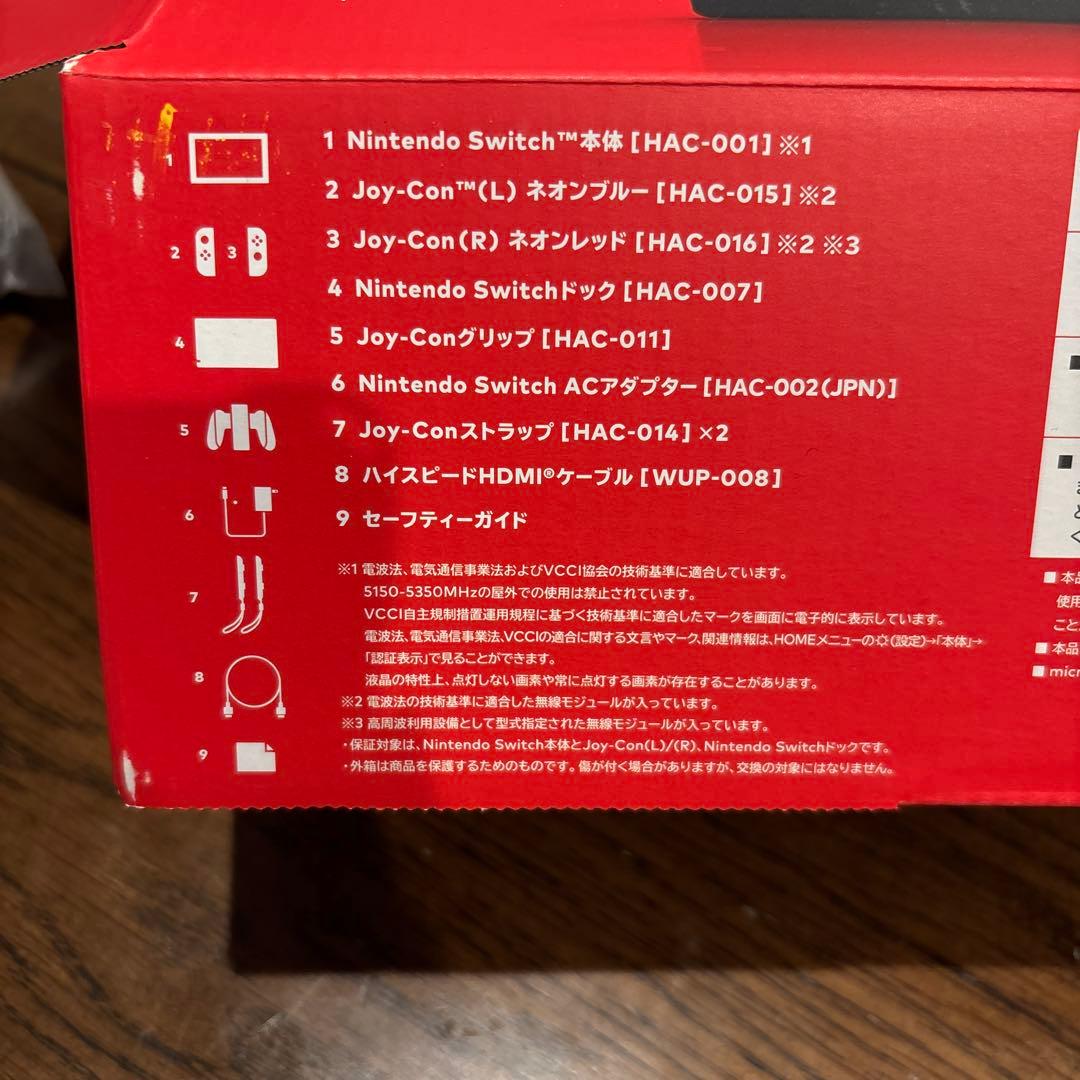 1 Nintendo Switch™本体 [HAC-001] ※1
2 Joy-Con™(L) ネオンブルー [HAC-015] ※2
3 Joy-Con(R) ネオンレッド [HAC-016] ※2 ※3
4 Nintendo Switchドック [HAC-007]
5 Joy-Conグリップ [HAC-011]
6 Nintendo Switch ACアダプター [HAC-002(JPN)]
7 Joy-Conストラップ [HAC-014] ×2
8 ハイスピードHDMI®ケーブル [WUP-008]
9 セーフティーガイド
※1 電波法、電気通信事業法およびVCCI協会の技術基準に適合しています。
5150-5350MHzの屋外での使用は禁止されています。
VCCI自主規制措置運用規程に基づく技術基準に適合したマークを画面に電子的に表示しています。
電波法、電気通信事業法、VCCIの適合に関する文言やマーク、関連情報は、HOMEメニューの(設定)→「本体」→
「認証表示」で見ることができます。
液晶の特性上、点灯しない画素や常に点灯する画素が存在することがあります。
※2 電波法の技術基準に適合した無線モジュールが入っています。
※3 高周波利用設備として型式指定された無線モジュールが入っています。
・保証対象は、Nintendo Switch本体とJoy-Con(L)/(R)、Nintendo Switchドックです。
・外箱は商品を保護するためのものです。傷が付く場合がありますが、交換の対象にはなりません。
1
2
3
4
5
6
7
8
9
■
■
ま
と
く
■本品
使用
こと
■本品
■micr